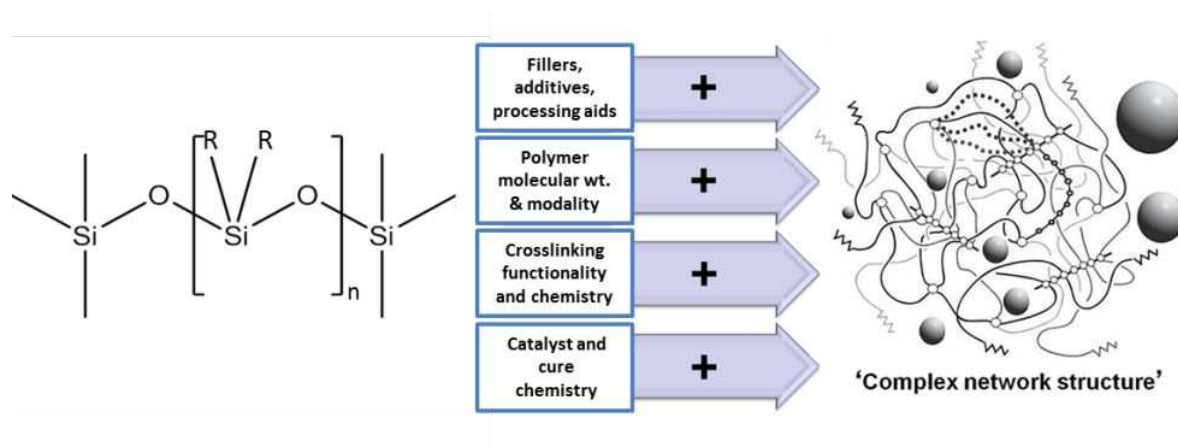 R R
O O
Si Si Si
n
Fillers,
additives,
processing aids
+
Polymer
molecular wt.
& modality
+
Crosslinking
functionality
and chemistry
+
Catalyst and
cure
chemistry
+
‘Complex network structure’